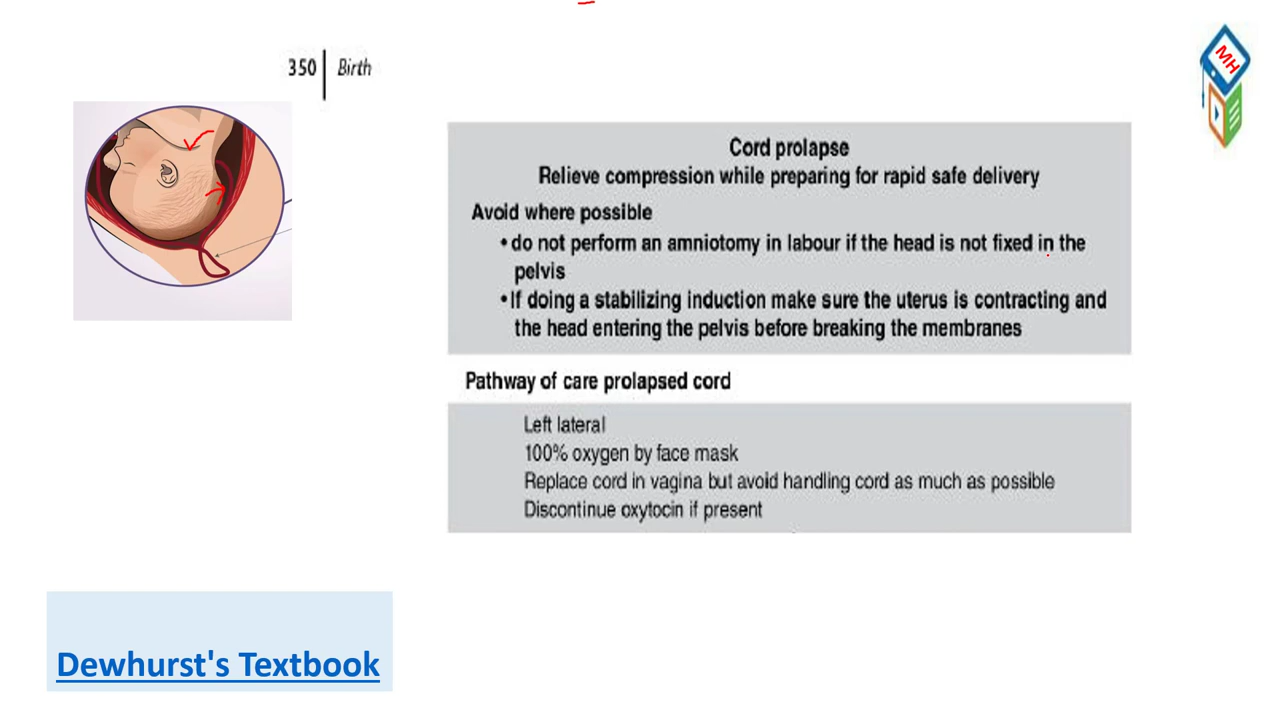 350 | Birth
MH
Cord prolapse
Relieve compression while preparing for rapid safe delivery
Avoid where possible
• do not perform an amniotomy in labour if the head is not fixed in the
pelvis
• If doing a stabilizing induction make sure the uterus is contracting and
the head entering the pelvis before breaking the membranes
Pathway of care prolapsed cord
Left lateral
100% oxygen by face mask
Replace cord in vagina but avoid handling cord as much as possible
Discontinue oxytocin if present
Dewhurst's Textbook